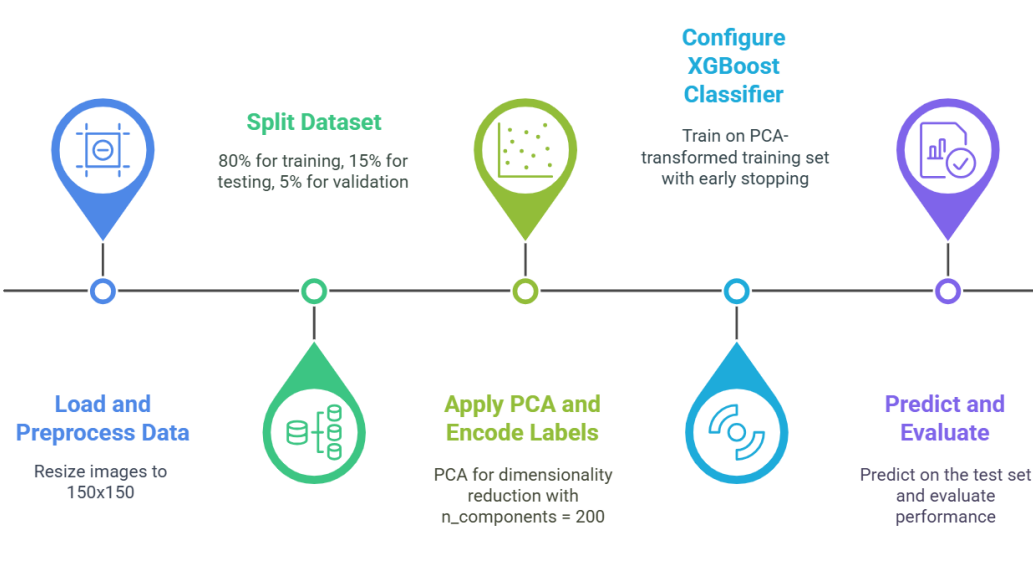 Load and
Preprocess Data
Resize images to
150x150
Split Dataset
80% for training, 15% for
testing, 5% for validation
Apply PCA and
Encode Labels
PCA for dimensionality
reduction with
n_components = 200
Configure
XGBoost
Classifier
Train on PCA-
transformed training set
with early stopping
Predict and
Evaluate
Predict on the test set
and evaluate
performance